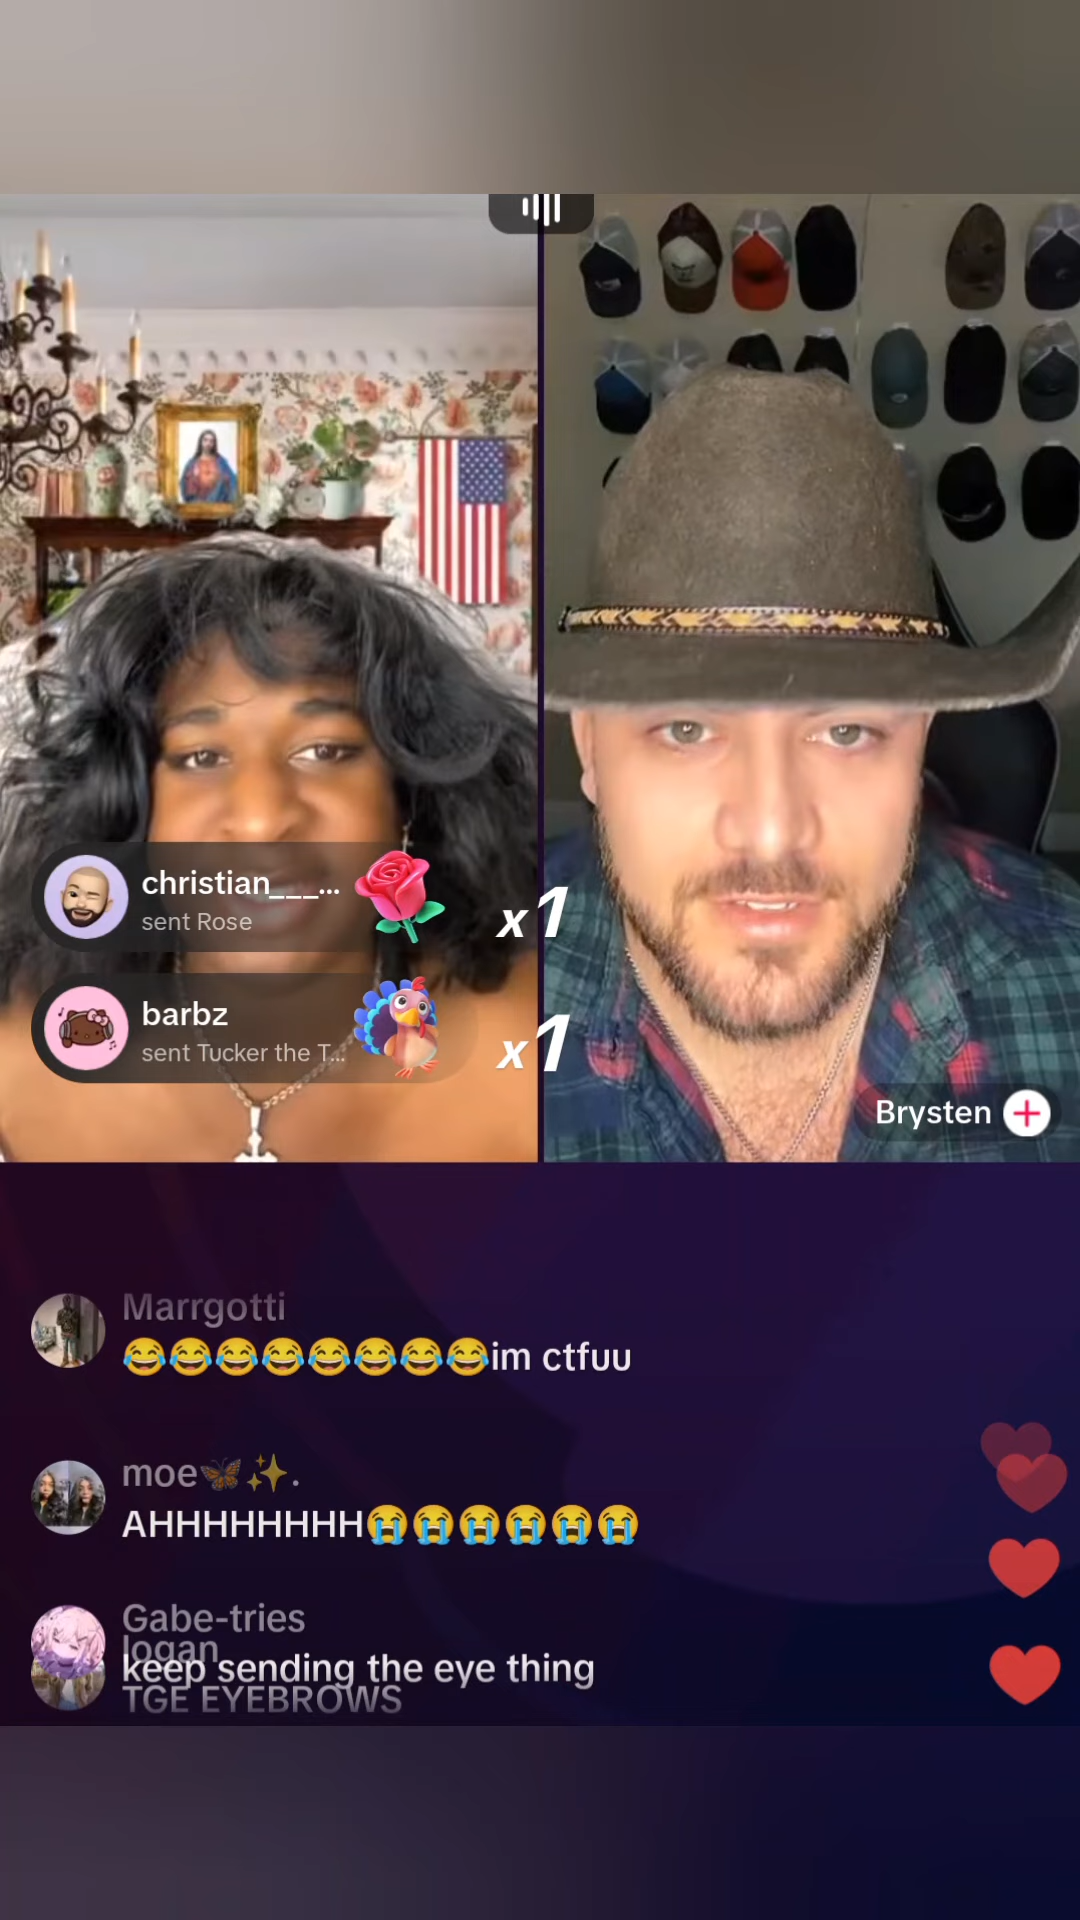 christian___...
sent Rose
x1
barbz
sent Tucker the T...
x1
Brysten
Marrgotti
😂😂😂😂😂😂😂😂im ctfuu
moe🦋✨.
AHHHHHHHHH😭😭😭😭😭😭
Gabe-tries
logan
keep sending the eye thing
TGE EYEBROWS